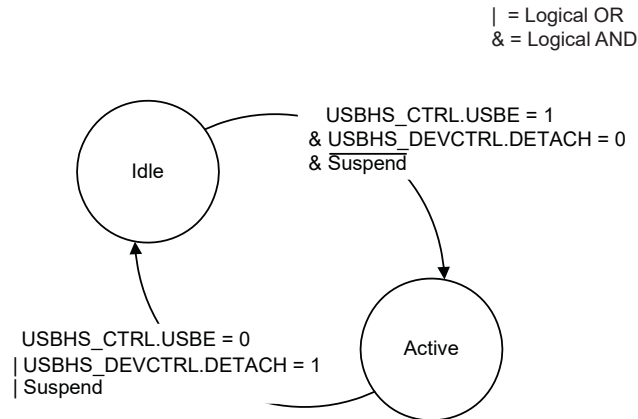 | = Logical OR
& = Logical AND
USBHS_CTRL.USBE = 1
& USBHS_DEVCTRL.DETACH = 0
& Suspend
Idle
Active
USBHS_CTRL.USBE = 0
| USBHS_DEVCTRL.DETACH = 1
| Suspend